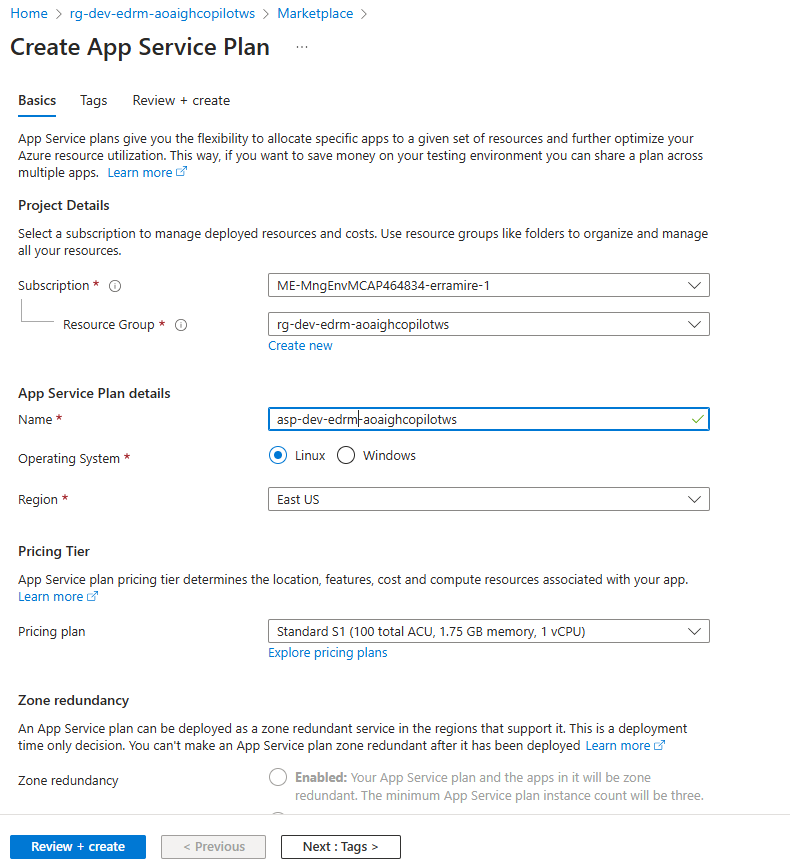 Home > rg-dev-edrm-aoaighcopilotws > Marketplace >
Create App Service Plan ...
Basics Tags Review + create
App Service plans give you the flexibility to allocate specific apps to a given set of resources and further optimize your
Azure resource utilization. This way, if you want to save money on your testing environment you can share a plan across
multiple apps. Learn more
Project Details
Select a subscription to manage deployed resources and costs. Use resource groups like folders to organize and manage
all your resources.
Subscription * ME-MngEnvMCAP464834-erramire-1
Resource Group * rg-dev-edrm-aoaighcopilotws
Create new
App Service Plan details
Name * asp-dev-edrm-aoaighcopilotws
Operating System * Linux Windows
Region * East US
Pricing Tier
App Service plan pricing tier determines the location, features, cost and compute resources associated with your app.
Learn more
Pricing plan Standard S1 (100 total ACU, 1.75 GB memory, 1 vCPU)
Explore pricing plans
Zone redundancy
An App Service plan can be deployed as a zone redundant service in the regions that support it. This is a deployment
time only decision. You can't make an App Service plan zone redundant after it has been deployed Learn more
Zone redundancy Enabled: Your App Service plan and the apps in it will be zone
redundant. The minimum App Service plan instance count will be three.
Review + create < Previous Next : Tags >